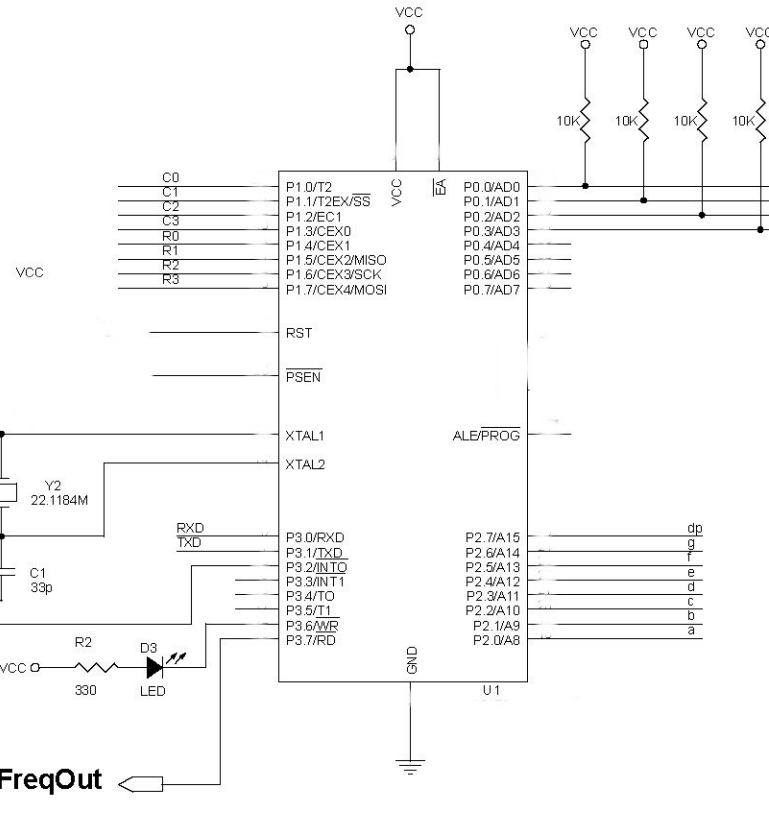 VCC
VCC VCC VCC VCC
10K 10K 10K 10K
C0
C1
C2
C3
R0
R1
R2
R3
VCC
VCC
EA
P1.0/T2
P1.1/T2EX/SS
P1.2/EC1
P1.3/CEX0
P1.4/CEX1
P1.5/CEX2/MISO
P1.6/CEX3/SCK
P1.7/CEX4/MOSI
P0.0/AD0
P0.1/AD1
P0.2/AD2
P0.3/AD3
P0.4/AD4
P0.5/AD5
P0.6/AD6
P0.7/AD7
RST
PSEN
XTAL1
ALE/PROG
XTAL2
Y2
22.1184M
C1
33p
RXD
TXD
P3.0/RXD
P3.1/TXD
P3.2/INTO
P3.3/INT1
P3.4/TO
P3.5/T1
P3.6/WR
P3.7/RD
P2.7/A15
P2.6/A14
P2.5/A13
P2.4/A12
P2.3/A11
P2.2/A10
P2.1/A9
P2.0/A8
dp
g
f
e
d
c
b
a
GND
U1
R2
D3
VCC
330
LED
FreqOut